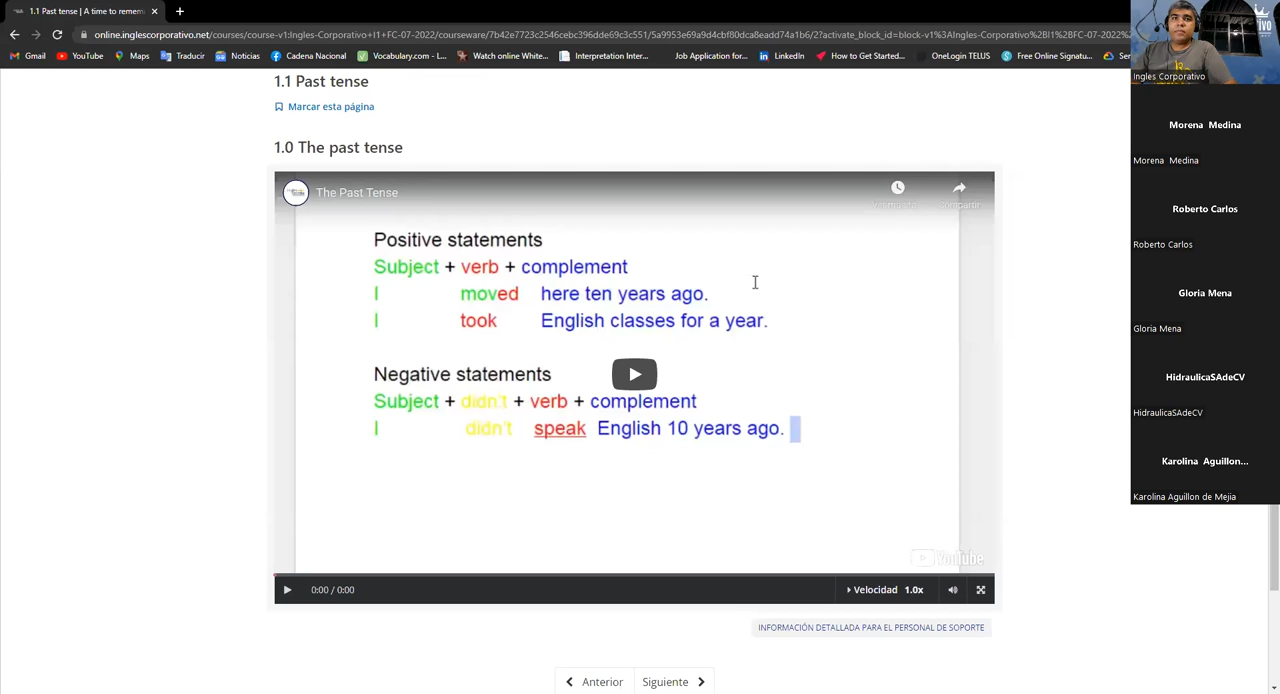 1.1 Past tense | A time to remem
online.inglescorporativo.net/courses/course-v1:Ingles-Corporativo+I1+FC-07-2022/courseware/7b42e7723c2546cebc396dde69c3c551/5a9953e69a9d4cbf80dca8eadd74a1b6/2?activate_block_id=block-v1%3AIngles-Corporativo%2BI1%2BFC-07-2022%2
Gmail YouTube Maps Traducir Noticias Cadena Nacional Vocabulary.com - L... Watch online White... Interpretation Inter... Job Application for... LinkedIn How to Get Started... OneLogin TELUS Free Online Signatu... Ser
Ingles Corporativo
1.1 Past tense
Marcar esta página
1.0 The past tense
The Past Tense
Compartir
Positive statements
Subject + verb + complement
I moved here ten years ago.
I took English classes for a year.
Negative statements
Subject + didn't + verb + complement
I didn't speak English 10 years ago.
YouTube
0:00 / 0:00
Velocidad 1.0x
INFORMACIÓN DETALLADA PARA EL PERSONAL DE SOPORTE
Anterior Siguiente
Morena Medina
Morena Medina
Roberto Carlos
Roberto Carlos
Gloria Mena
Gloria Mena
HidraulicaSAdeCV
HidraulicaSAdeCV
Karolina Aguillon...
Karolina Aguillon de Mejia